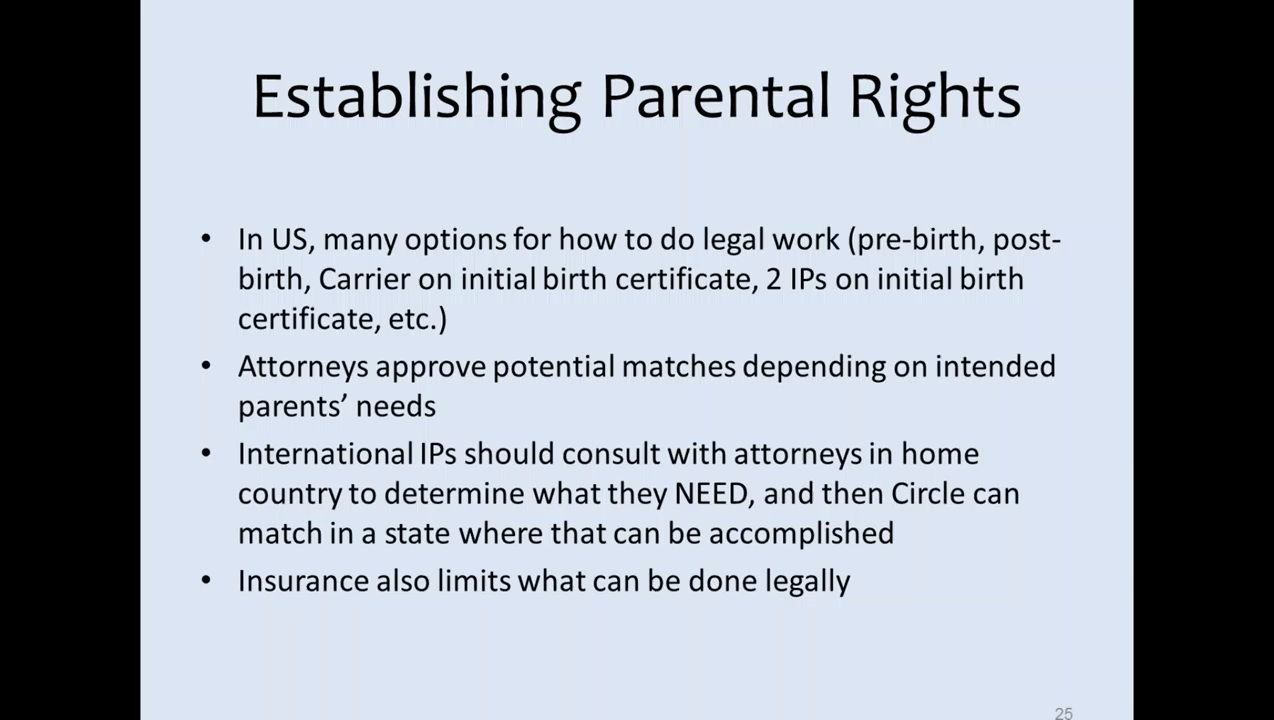 Establishing Parental Rights
• In US, many options for how to do legal work (pre-birth, post-
birth, Carrier on initial birth certificate, 2 IPs on initial birth
certificate, etc.)
• Attorneys approve potential matches depending on intended
parents’ needs
• International IPs should consult with attorneys in home
country to determine what they NEED, and then Circle can
match in a state where that can be accomplished
• Insurance also limits what can be done legally
25